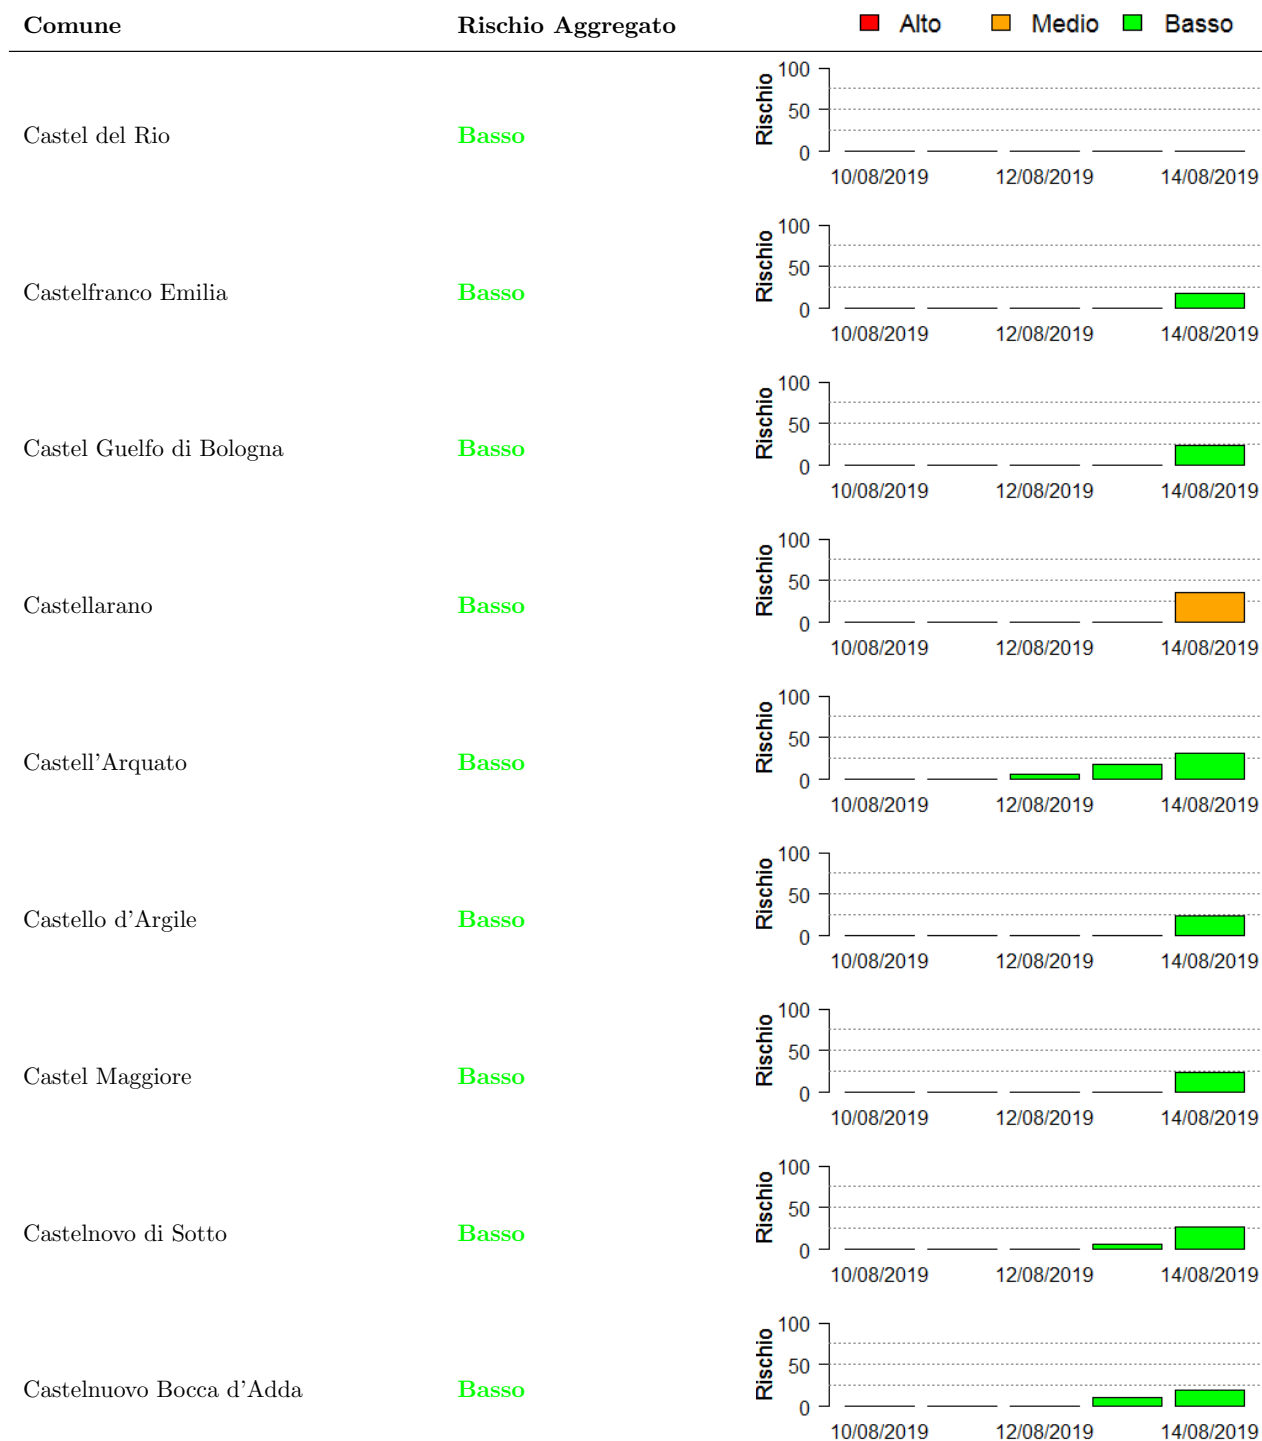 Comune Rischio Aggregato Alto Medio Basso
100
50
0
Rischio
Castel del Rio Basso
10/08/2019 12/08/2019 14/08/2019
100
50
0
Rischio
Castelfranco Emilia Basso
10/08/2019 12/08/2019 14/08/2019
100
50
0
Rischio
Castel Guelfo di Bologna Basso
10/08/2019 12/08/2019 14/08/2019
100
50
0
Rischio
Castellarano Basso
10/08/2019 12/08/2019 14/08/2019
100
50
0
Rischio
Castell'Arquato Basso
10/08/2019 12/08/2019 14/08/2019
100
50
0
Rischio
Castello d'Argile Basso
10/08/2019 12/08/2019 14/08/2019
100
50
0
Rischio
Castel Maggiore Basso
10/08/2019 12/08/2019 14/08/2019
100
50
0
Rischio
Castelnovo di Sotto Basso
10/08/2019 12/08/2019 14/08/2019
100
50
0
Rischio
Castelnuovo Bocca d'Adda Basso
10/08/2019 12/08/2019 14/08/2019